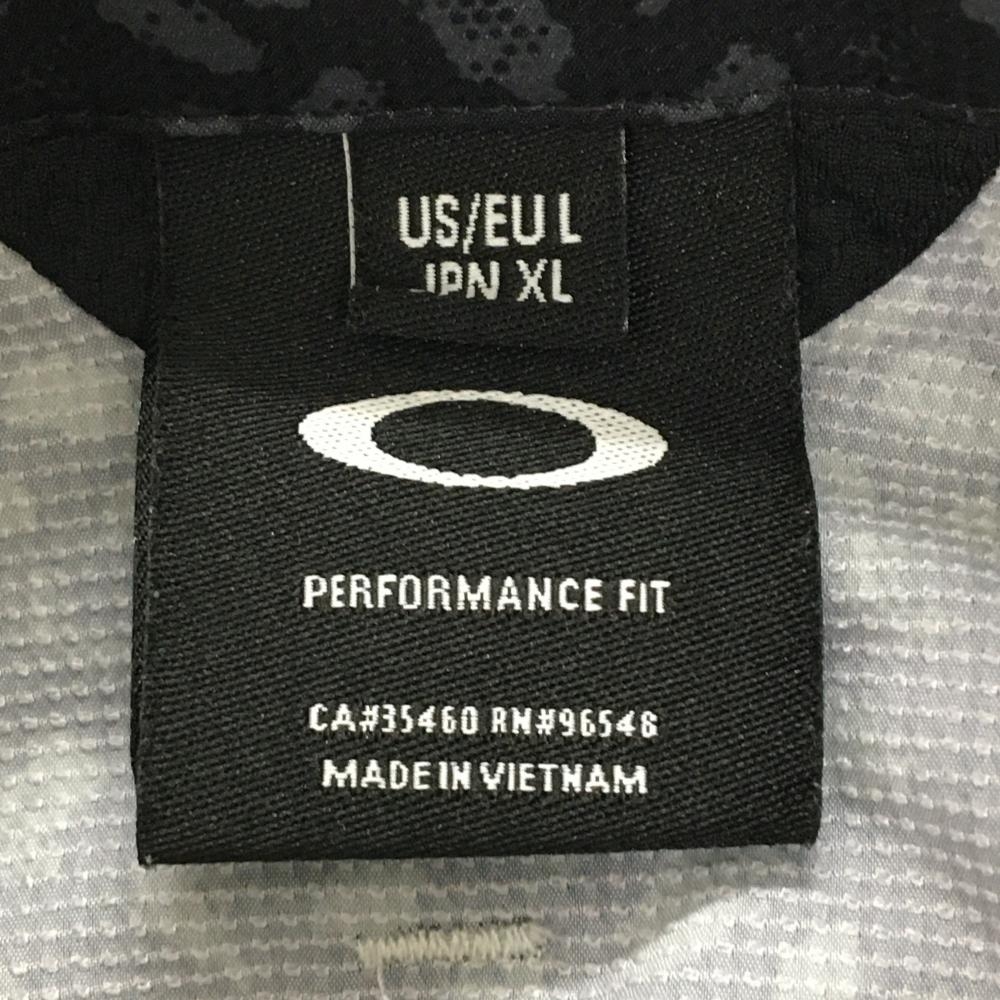 US/EU L
JPN XL
PERFORMANCE FIT
CA#35460 RN#96548
MADE IN VIETNAM